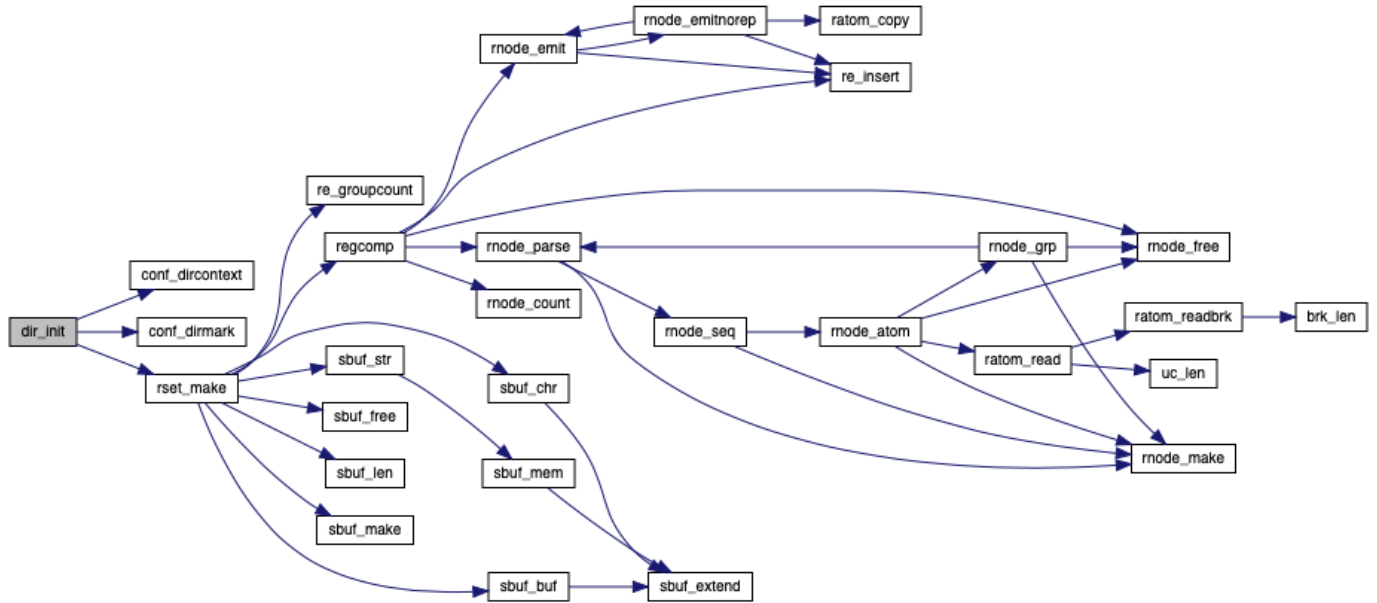 rnode_emitnorep
ratom_copy
rnode_emit
re_insert
re_groupcount
regcomp
rnode_parse
rnode_grp
rnode_free
conf_dircontext
rnode_count
ratom_readbrk
brk_len
dir_init
conf_dirmark
rnode_seq
rnode_atom
ratom_read
uc_len
sbuf_str
rset_make
sbuf_chr
sbuf_free
rnode_make
sbuf_len
sbuf_mem
sbuf_make
sbuf_buf
sbuf_extend